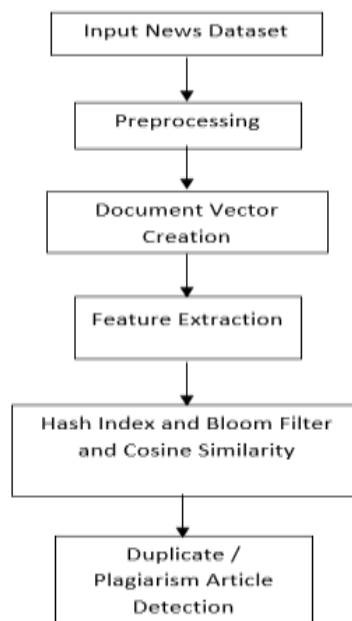 Input News Dataset
Preprocessing
Document Vector
Creation
Feature Extraction
Hash Index and Bloom Filter
and Cosine Similarity
Duplicate /
Plagiarism Article
Detection